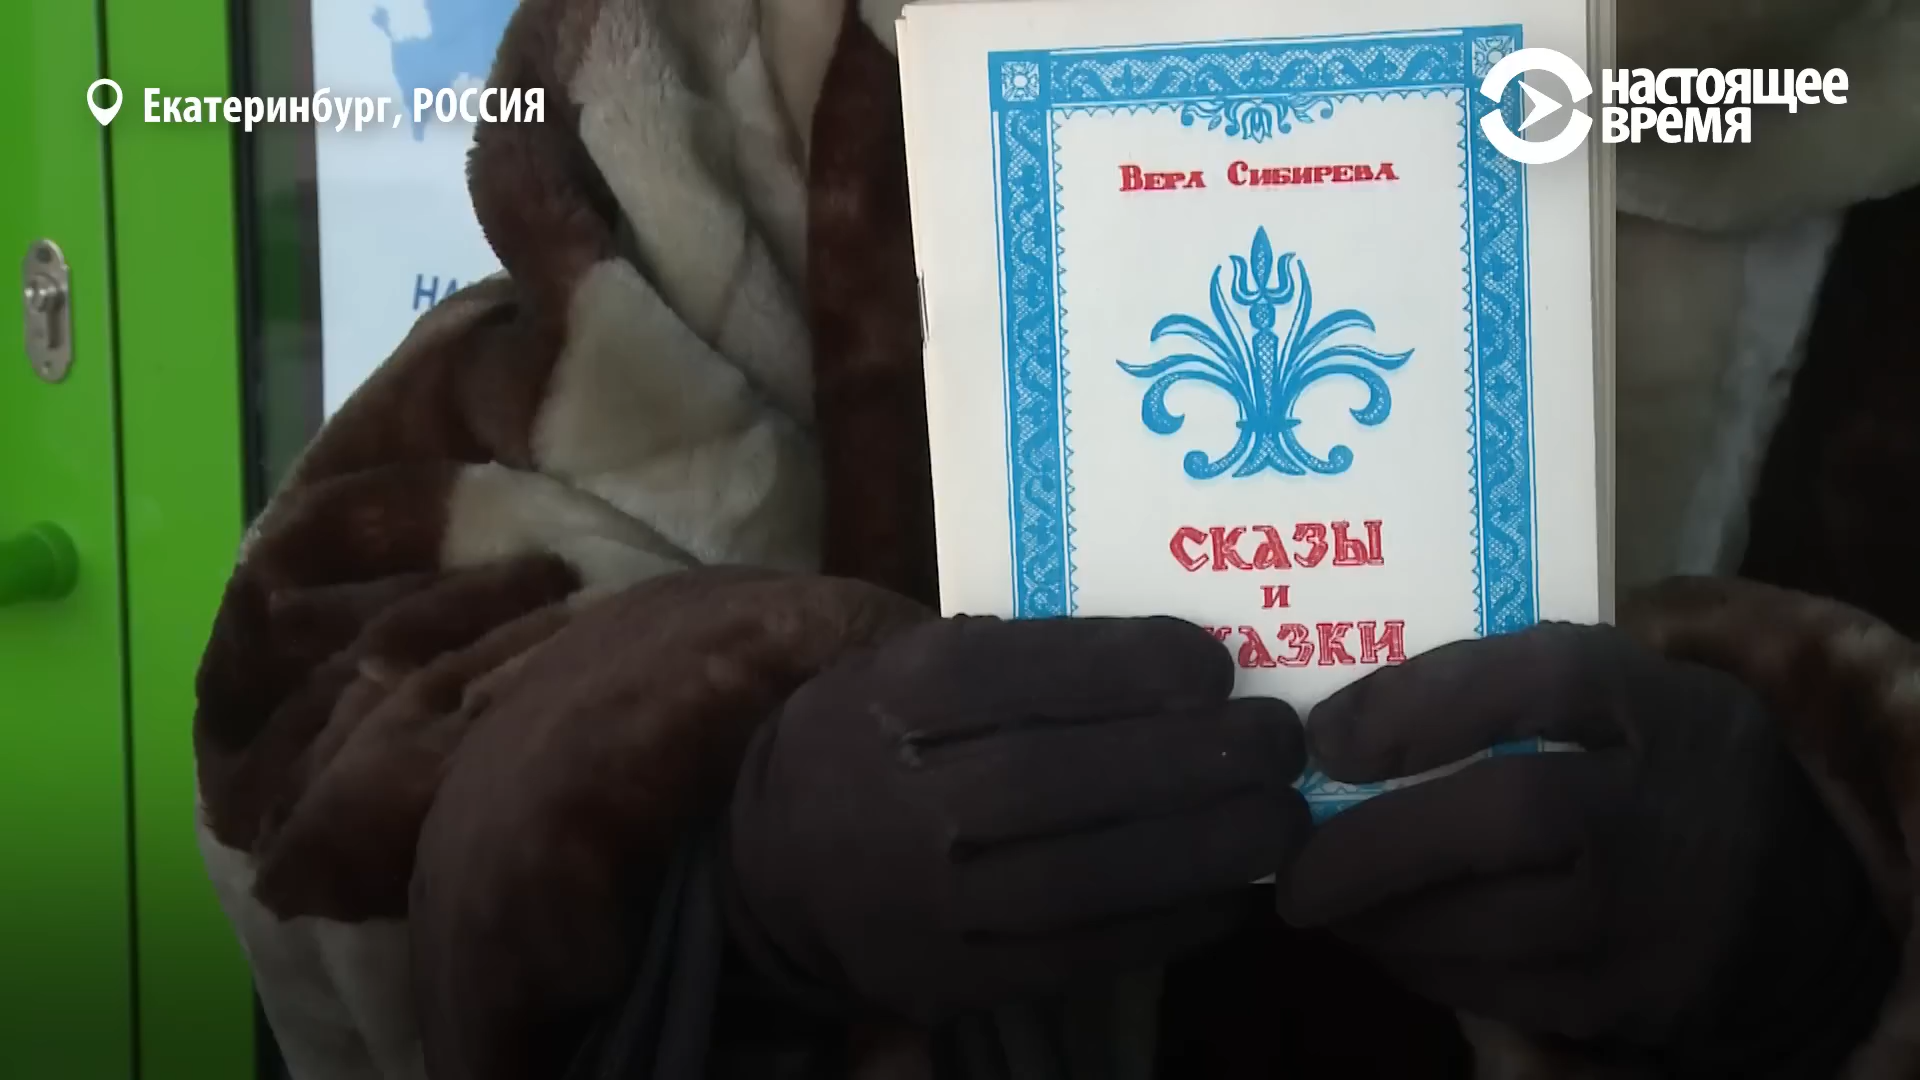 Екатеринбург, РОССИЯ
НАСТОЯЩЕЕ
ВРЕМЯ
Вера Сибирева
СКАЗЫ
И